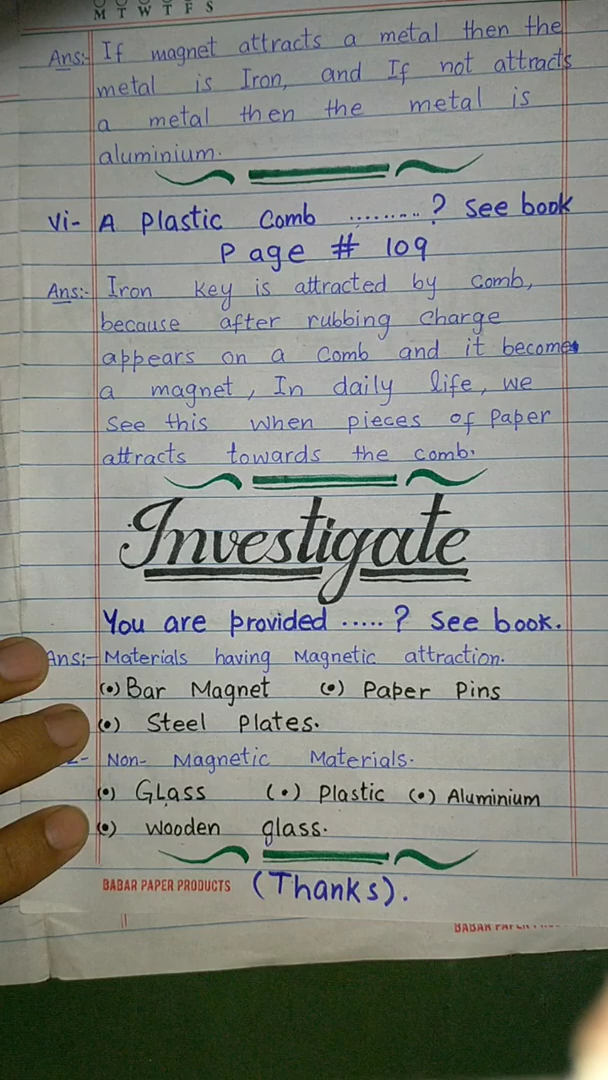 M T W T F S
Ans:- If magnet attracts a metal then the
metal is Iron, and If not attracts
a metal then the metal is
aluminium.
vi- A plastic comb .........? see book
Page # 109
Ans:- Iron key is attracted by comb,
because after rubbing charge
appears on a comb and it becomes
a magnet, In daily life, we
see this when pieces of paper
attracts towards the comb.
Investigate
You are provided .....? see book.
Ans:- Materials having Magnetic attraction.
(•) Bar Magnet (•) Paper Pins
(•) Steel plates.
- Non- Magnetic Materials.
(•) Glass (•) plastic (•) Aluminium
(•) wooden glass.
BABAR PAPER PRODUCTS (Thanks).
BABAR